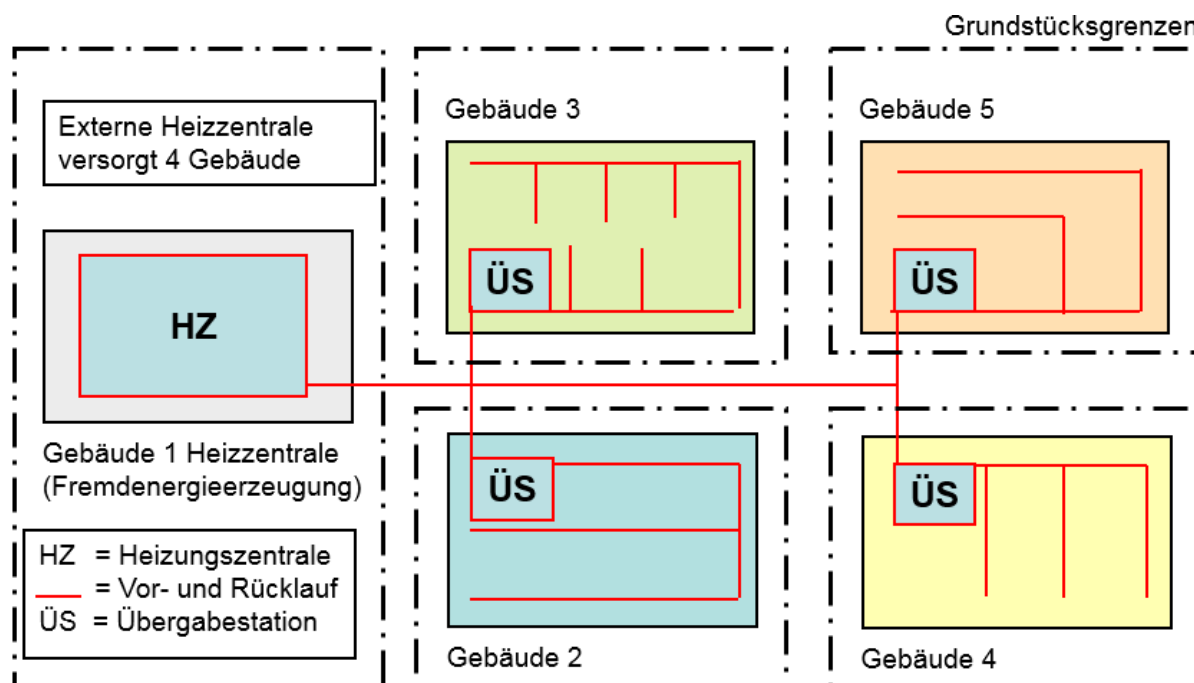 Grundstücksgrenzen
Externe Heizzentrale
versorgt 4 Gebäude
HZ
Gebäude 1 Heizzentrale
(Fremdenergieerzeugung)
HZ = Heizungszentrale
= Vor- und Rücklauf
ÜS = Übergabestation
Gebäude 3
ÜS
Gebäude 5
ÜS
ÜS
Gebäude 2
ÜS
Gebäude 4